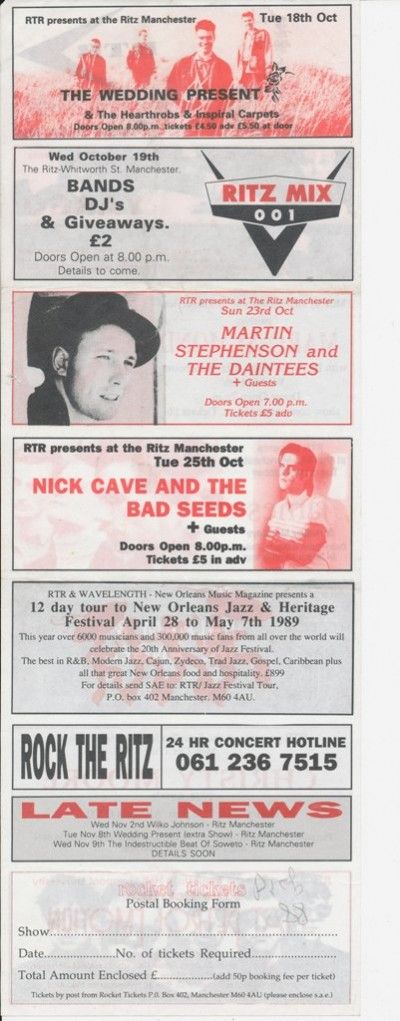 RTR presents at the Ritz Manchester Tue 18th Oct
THE WEDDING PRESENT
& The Hearthrobs & Inspiral Carpets
Doors Open 8.00p.m. tickets £4.50 adv £5.50 at door
Wed October 19th
The Ritz-Whitworth St. Manchester.
BANDS
DJ's
& Giveaways.
£2
Doors Open at 8.00 p.m.
Details to come.
RITZ MIX
001
RTR presents at The Ritz Manchester
Sun 23rd Oct
MARTIN
STEPHENSON and
THE DAINTEES
+ Guests
Doors Open 7.00 p.m.
Tickets £5 adv
RTR presents at the Ritz Manchester
Tue 25th Oct
NICK CAVE AND THE
BAD SEEDS
+ Guests
Doors Open 8.00p.m.
Tickets £5 in adv
RTR & WAVELENGTH - New Orleans Music Magazine presents a
12 day tour to New Orleans Jazz & Heritage
Festival April 28 to May 7th 1989
This year over 6000 musicians and 300,000 music fans from all over the world will
celebrate the 20th Anniversary of Jazz Festival.
The best in R&B, Modern Jazz, Cajun, Zydeco, Trad Jazz, Gospel, Caribbean plus
all that great New Orleans food and hospitality. £899
For details send SAE to: RTR/ Jazz Festival Tour,
P.O. box 402 Manchester. M60 4AU.
ROCK THE RITZ
24 HR CONCERT HOTLINE
061 236 7515
LATE NEWS
Wed Nov 2nd Wilko Johnson - Ritz Manchester
Tue Nov 8th Wedding Present (extra Show) - Ritz Manchester
Wed Nov 9th The Indestructible Beat Of Soweto - Ritz Manchester
DETAILS SOON
rocket tickets
Postal Booking Form
Show..............................
Date..............No. of tickets Required..................
Total Amount Enclosed £..............(add 50p booking fee per ticket)
Tickets by post from Rocket Tickets P.O. Box 402, Manchester M60 4AU (please enclose s.a.e.)